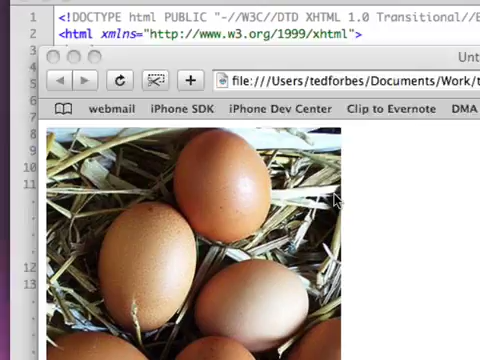 1 <!DOCTYPE html PUBLIC "-//W3C//DTD XHTML 1.0 Transitional//E
2 <html xmlns="http://www.w3.org/1999/xhtml">
3
4 Unt
5 file:///Users/tedforbes/Documents/Work/t
6 webmail iPhone SDK iPhone Dev Center Clip to Evernote DMA
7
8
9
10
11
12
13